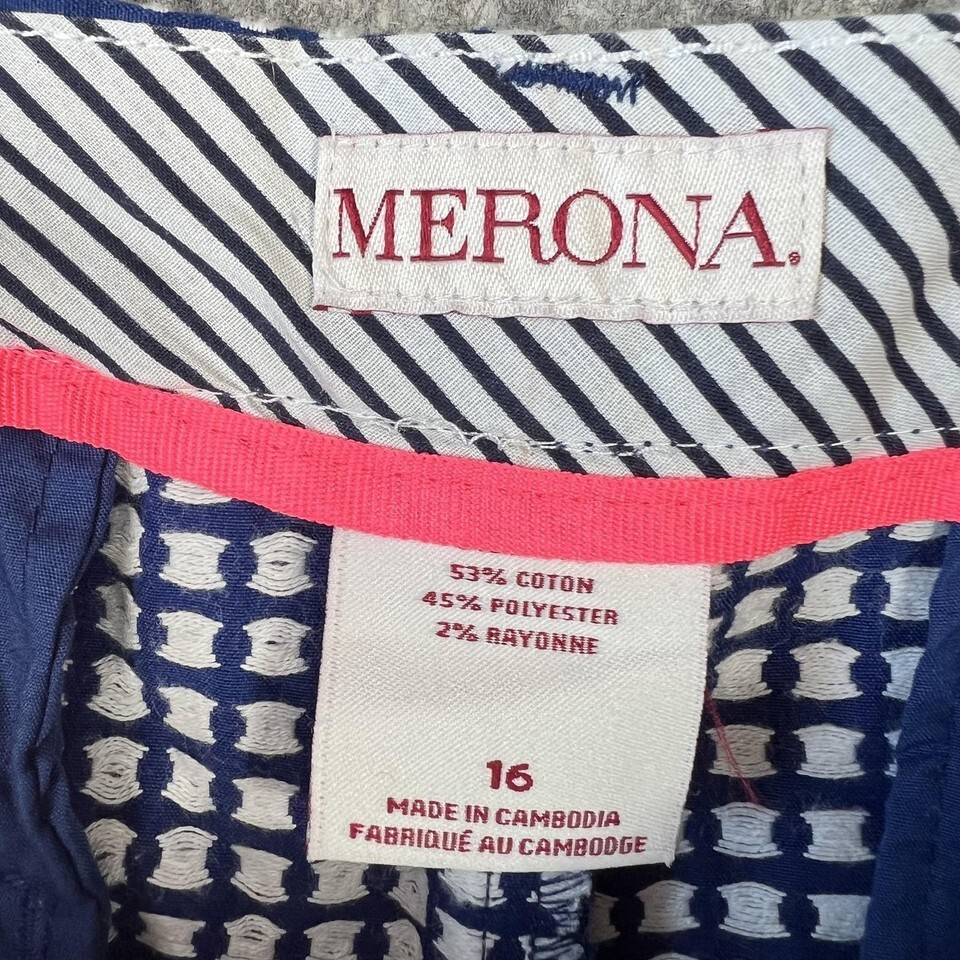 MERONA®
53% COTON
45% POLYESTER
2% RAYONNE
16
MADE IN CAMBODIA
FABRIQUÉ AU CAMBODGE